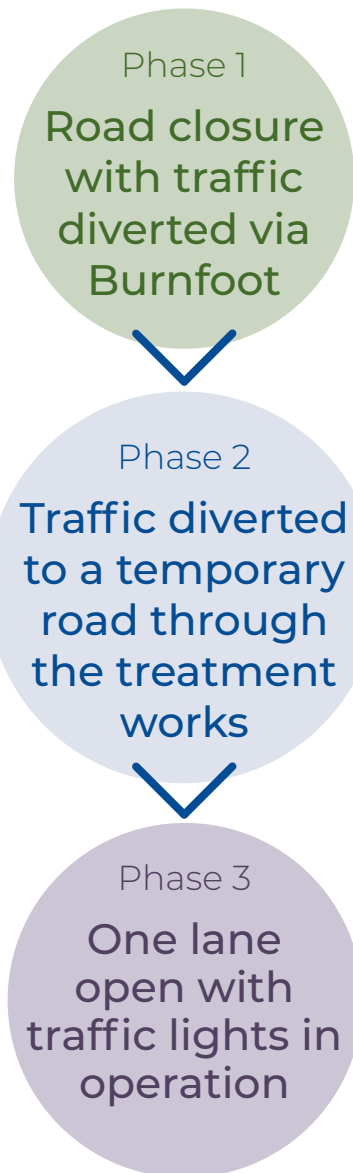 Phase 1
Road closure
with traffic
diverted via
Burnfoot
Phase 2
Traffic diverted
to a temporary
road through
the treatment
works
Phase 3
One lane
open with
traffic lights in
operation